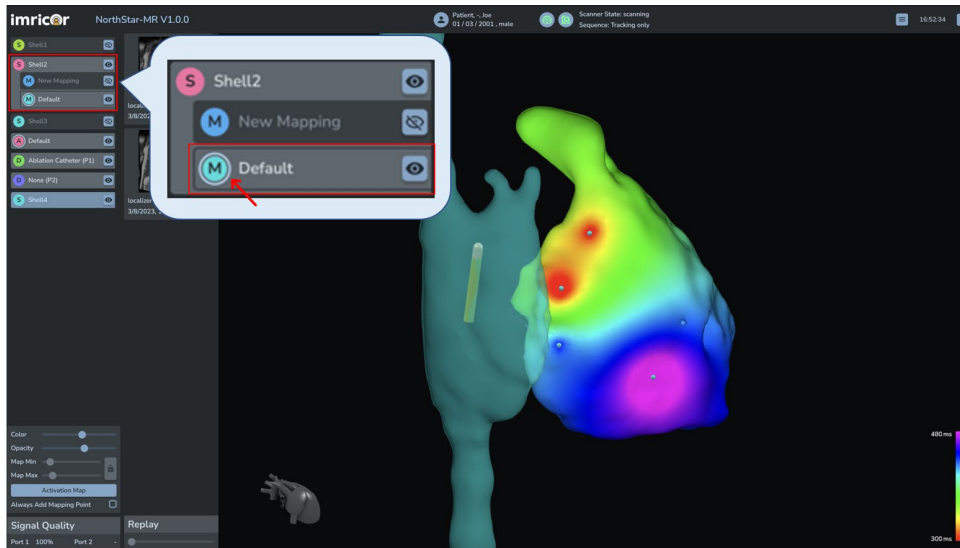 imricor
NorthStar-MR V1.0.0
Patient, -, Joe
01 / 03 / 2001 , male
Scanner State: scanning
Sequence: Tracking only
16:52:34
S Shell1
S Shell2
M New Mapping
M Default
S Shell3
A Default
D Ablation Catheter (P1)
D None (P2)
S Shell4
3/8/202
localizer
3/8/2023,
S Shell2
M New Mapping
M Default
Color
Opacity
Map Min
Map Max
Activation Map
Always Add Mapping Point
Signal Quality
Port 1 100% Port 2 -
Replay
480 ms
300 ms